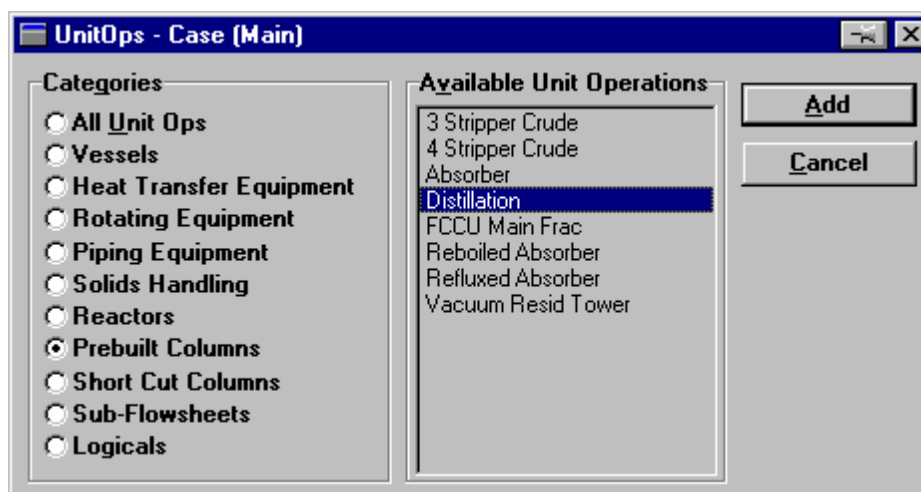 UnitOps - Case (Main)
Categories
All Unit Ops
Vessels
Heat Transfer Equipment
Rotating Equipment
Piping Equipment
Solids Handling
Reactors
Prebuilt Columns
Short Cut Columns
Sub-Flowsheets
Logicals
Available Unit Operations
3 Stripper Crude
4 Stripper Crude
Absorber
Distillation
FCCU Main Frac
Reboiled Absorber
Refluxed Absorber
Vacuum Resid Tower
Add
Cancel